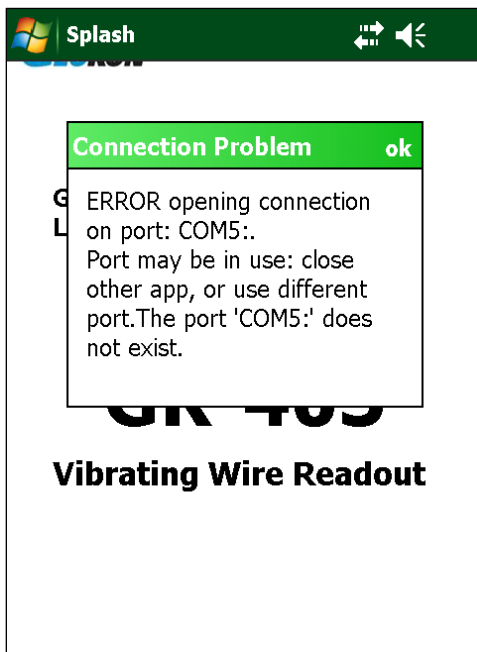 Splash
Connection Problem ok
ERROR opening connection
on port: COM5:.
Port may be in use: close
other app, or use different
port.The port 'COM5:' does
not exist.
Vibrating Wire Readout